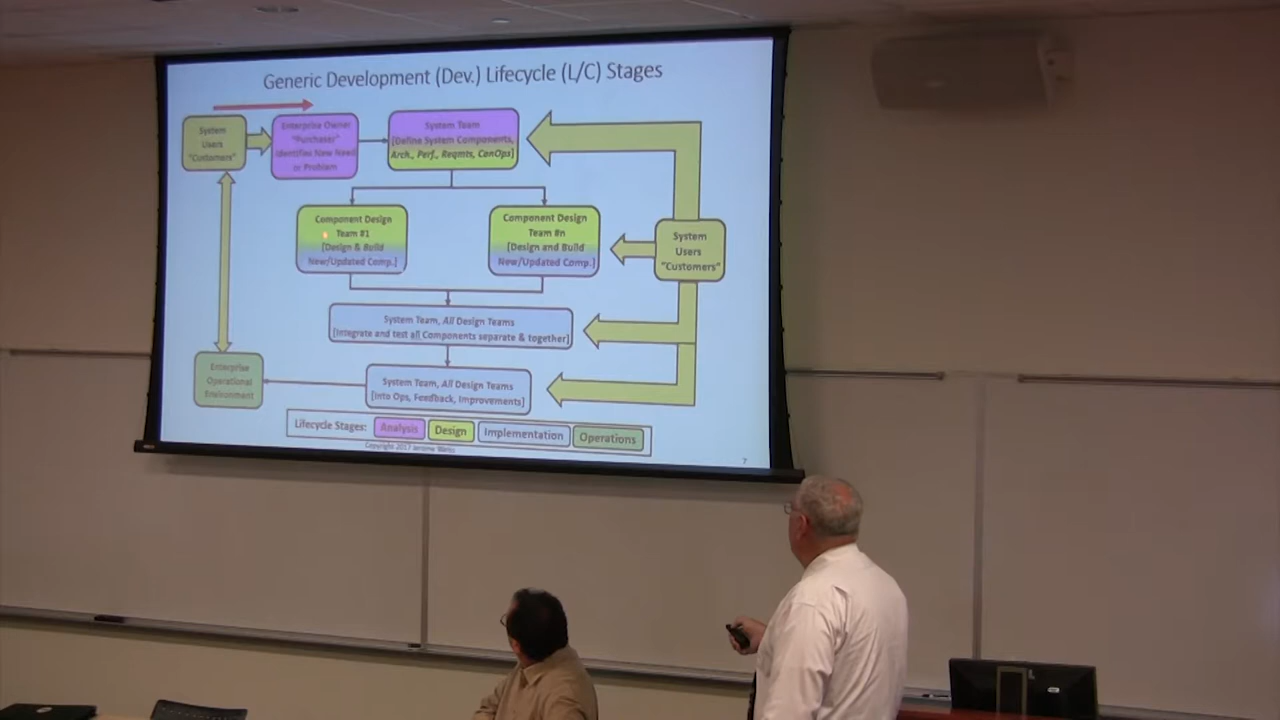 Generic Development (Dev.) Lifecycle (L/C) Stages
System
Users
"Customers"
Enterprise Owner
"Purchaser"
Identifies New Need
or Problem
System Team
[Define System Components,
Arch., Perf., Reqmts, ConOps]
Component Design
Team #1
[Design & Build
New/Updated Comp.]
Component Design
Team #n
[Design and Build
New/Updated Comp.]
System
Users
"Customers"
System Team, All Design Teams
[Integrate and test all Components separate & together]
System Team, All Design Teams
[Into Ops, Feedback, Improvements]
Enterprise
Operational
Environment
Lifecycle Stages: Analysis Design Implementation Operations
Copyright 2017 Jerome
7